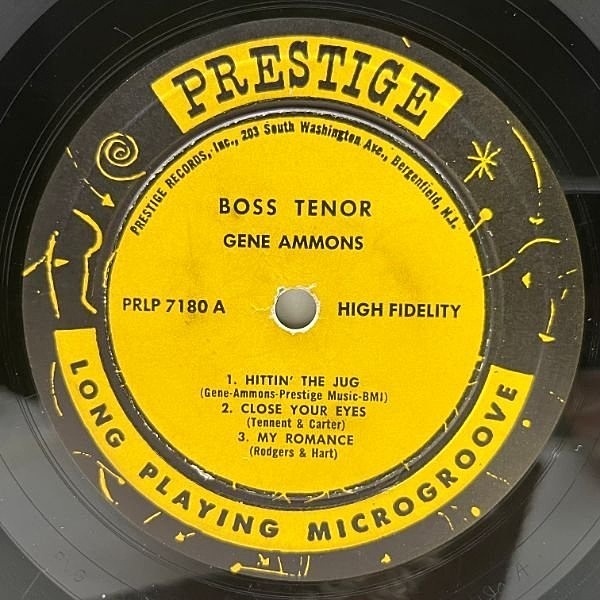 PRESTIGE
PRESTIGE RECORDS, Inc., 203 South Washington Ave., Bergenfield, N.J.
BOSS TENOR
GENE AMMONS
PRLP 7180 A
HIGH FIDELITY
1. HITTIN' THE JUG
(Gene-Ammons-Prestige Music-BMI)
2. CLOSE YOUR EYES
(Tennent & Carter)
3. MY ROMANCE
(Rodgers & Hart)
LONG PLAYING MICROGROOVE